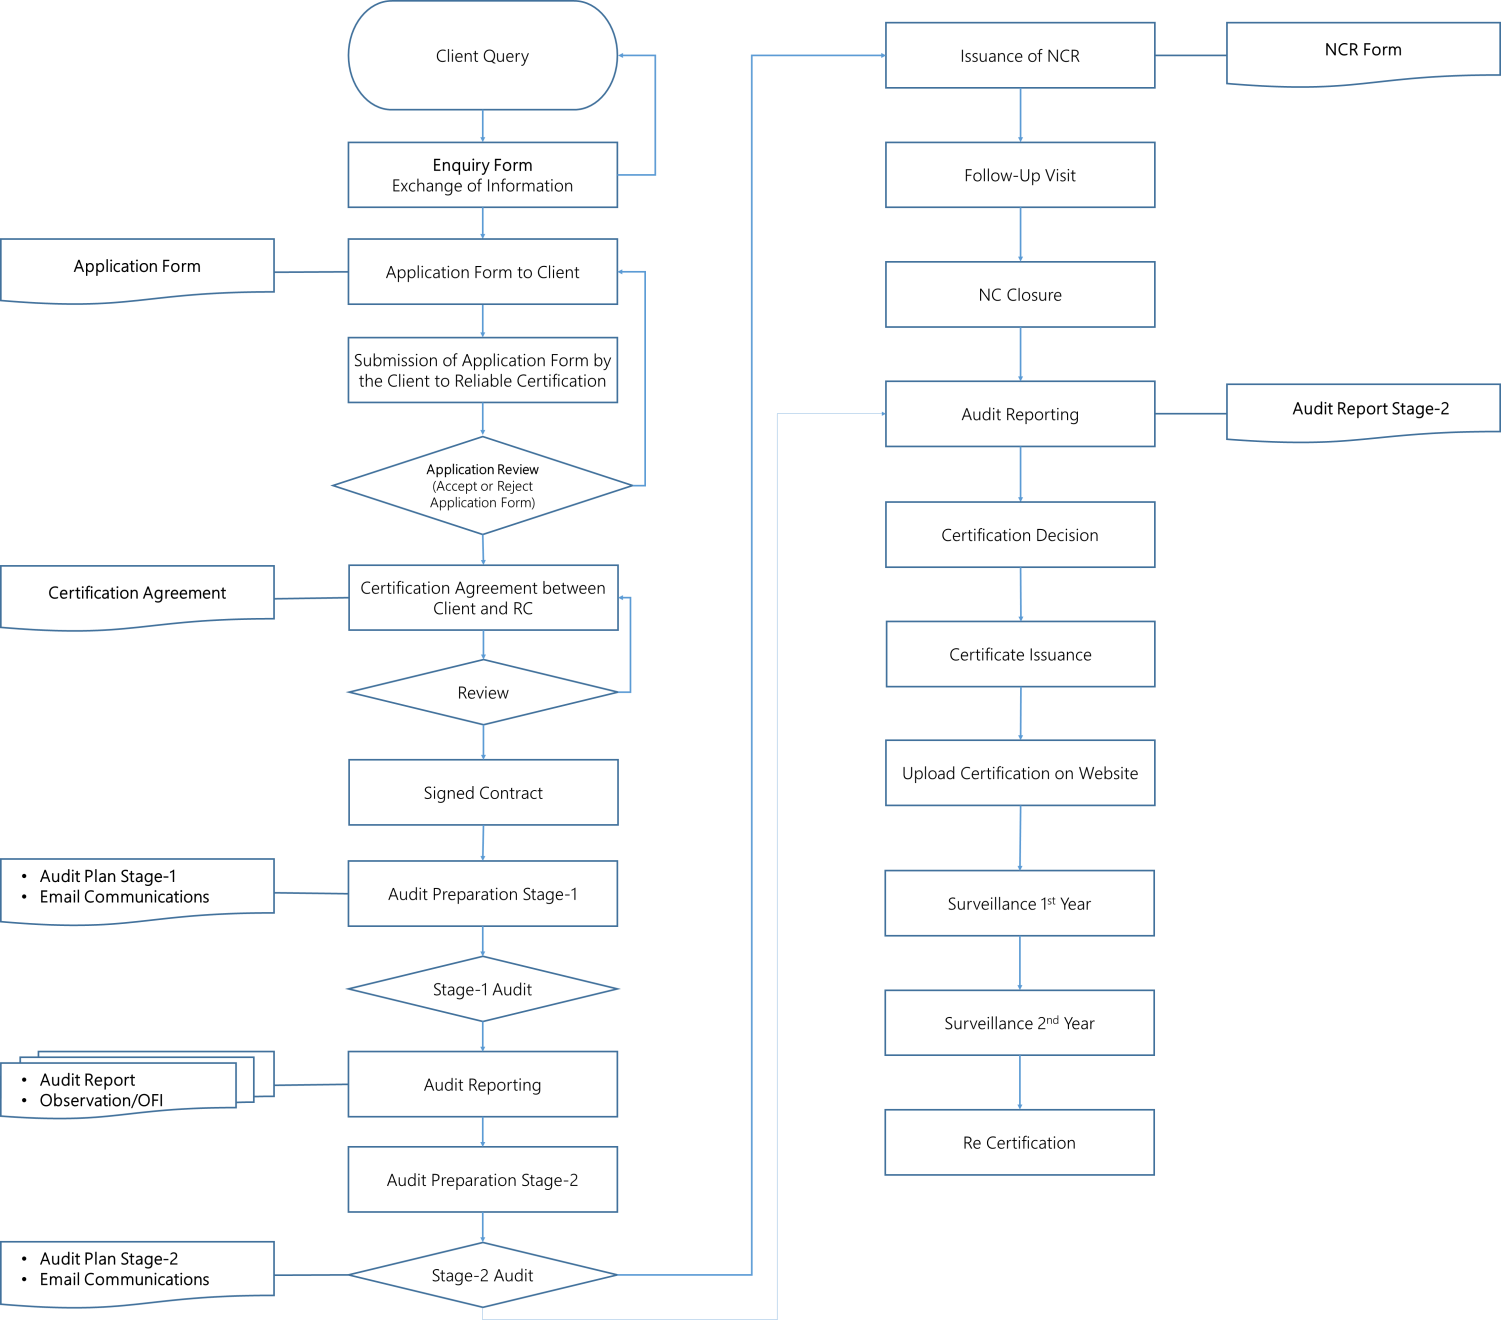 Client Query
Enquiry Form
Exchange of Information
Application Form
Application Form to Client
Submission of Application Form by
the Client to Reliable Certification
Application Review
(Accept or Reject
Application Form)
Certification Agreement
Certification Agreement between
Client and RC
Review
Signed Contract
• Audit Plan Stage-1
• Email Communications
Audit Preparation Stage-1
Stage-1 Audit
• Audit Report
• Observation/OFI
Audit Reporting
Audit Preparation Stage-2
• Audit Plan Stage-2
• Email Communications
Stage-2 Audit
Issuance of NCR
NCR Form
Follow-Up Visit
NC Closure
Audit Reporting
Audit Report Stage-2
Certification Decision
Certificate Issuance
Upload Certification on Website
Surveillance 1st Year
Surveillance 2nd Year
Re Certification